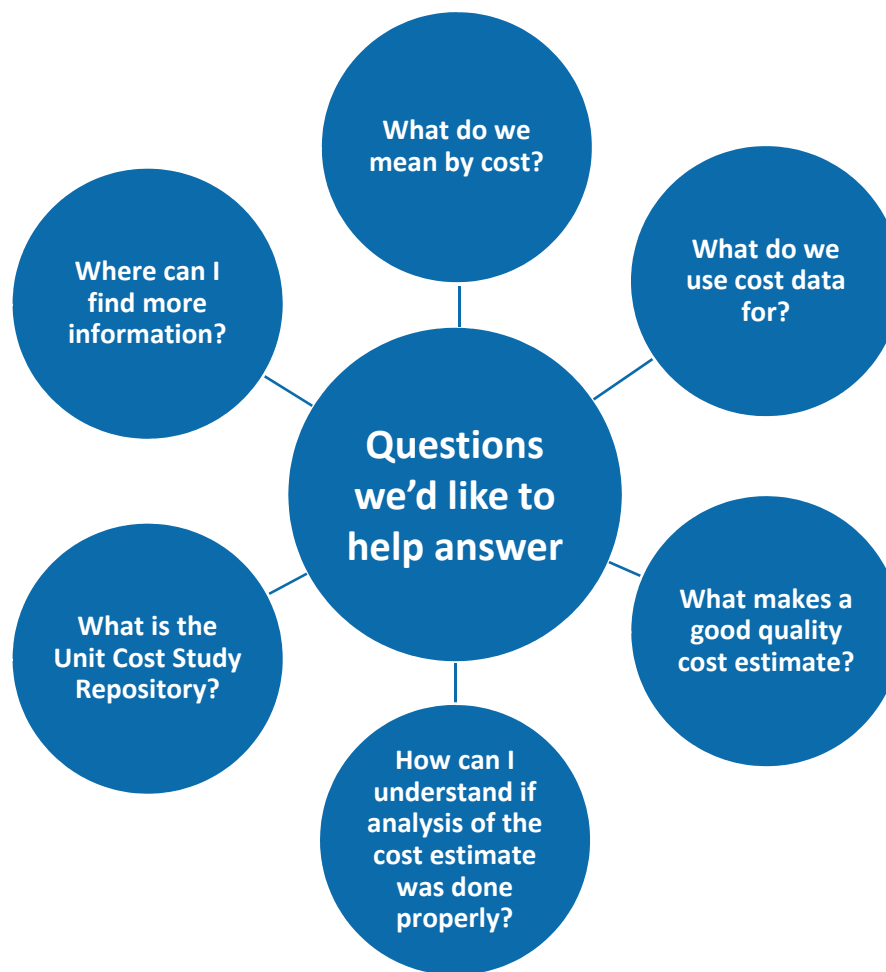 What do we
mean by cost?
What do we
use cost data
for?
Where can I
find more
information?
Questions
we'd like to
help answer
What makes a
good quality
cost estimate?
What is the
Unit Cost Study
Repository?
How can I
understand if
analysis of the
cost estimate
was done
properly?